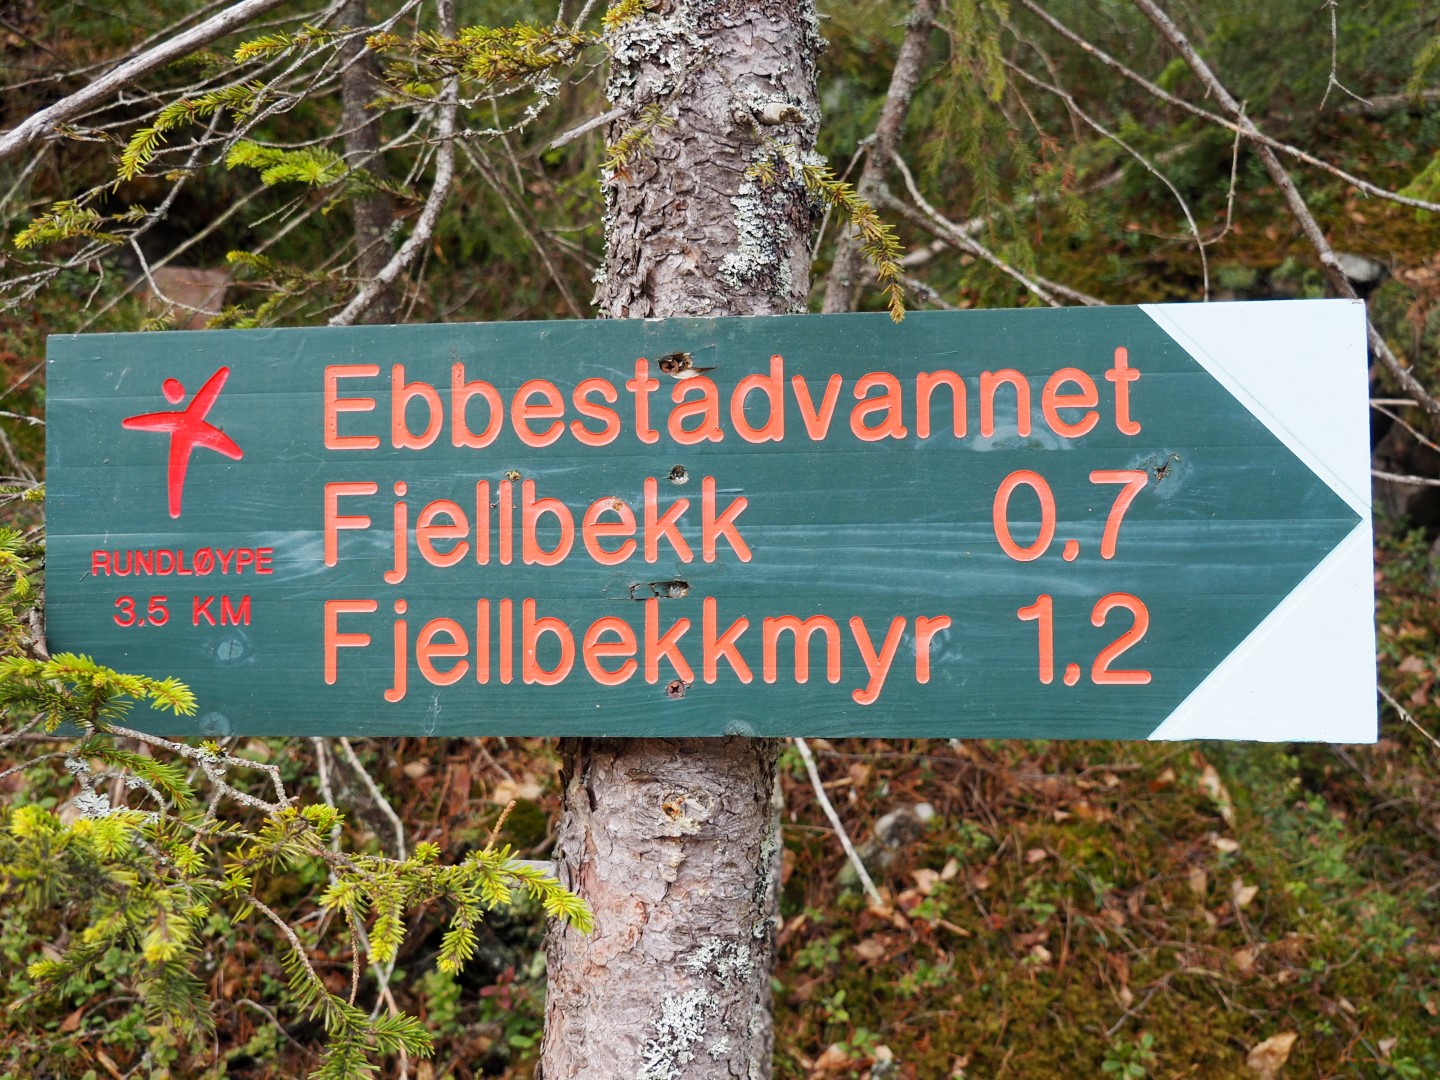 Ebbestadvannet
Fjellbekk 0,7
Fjellbekkmyr 1,2
RUNDLØYPE
3,5 KM